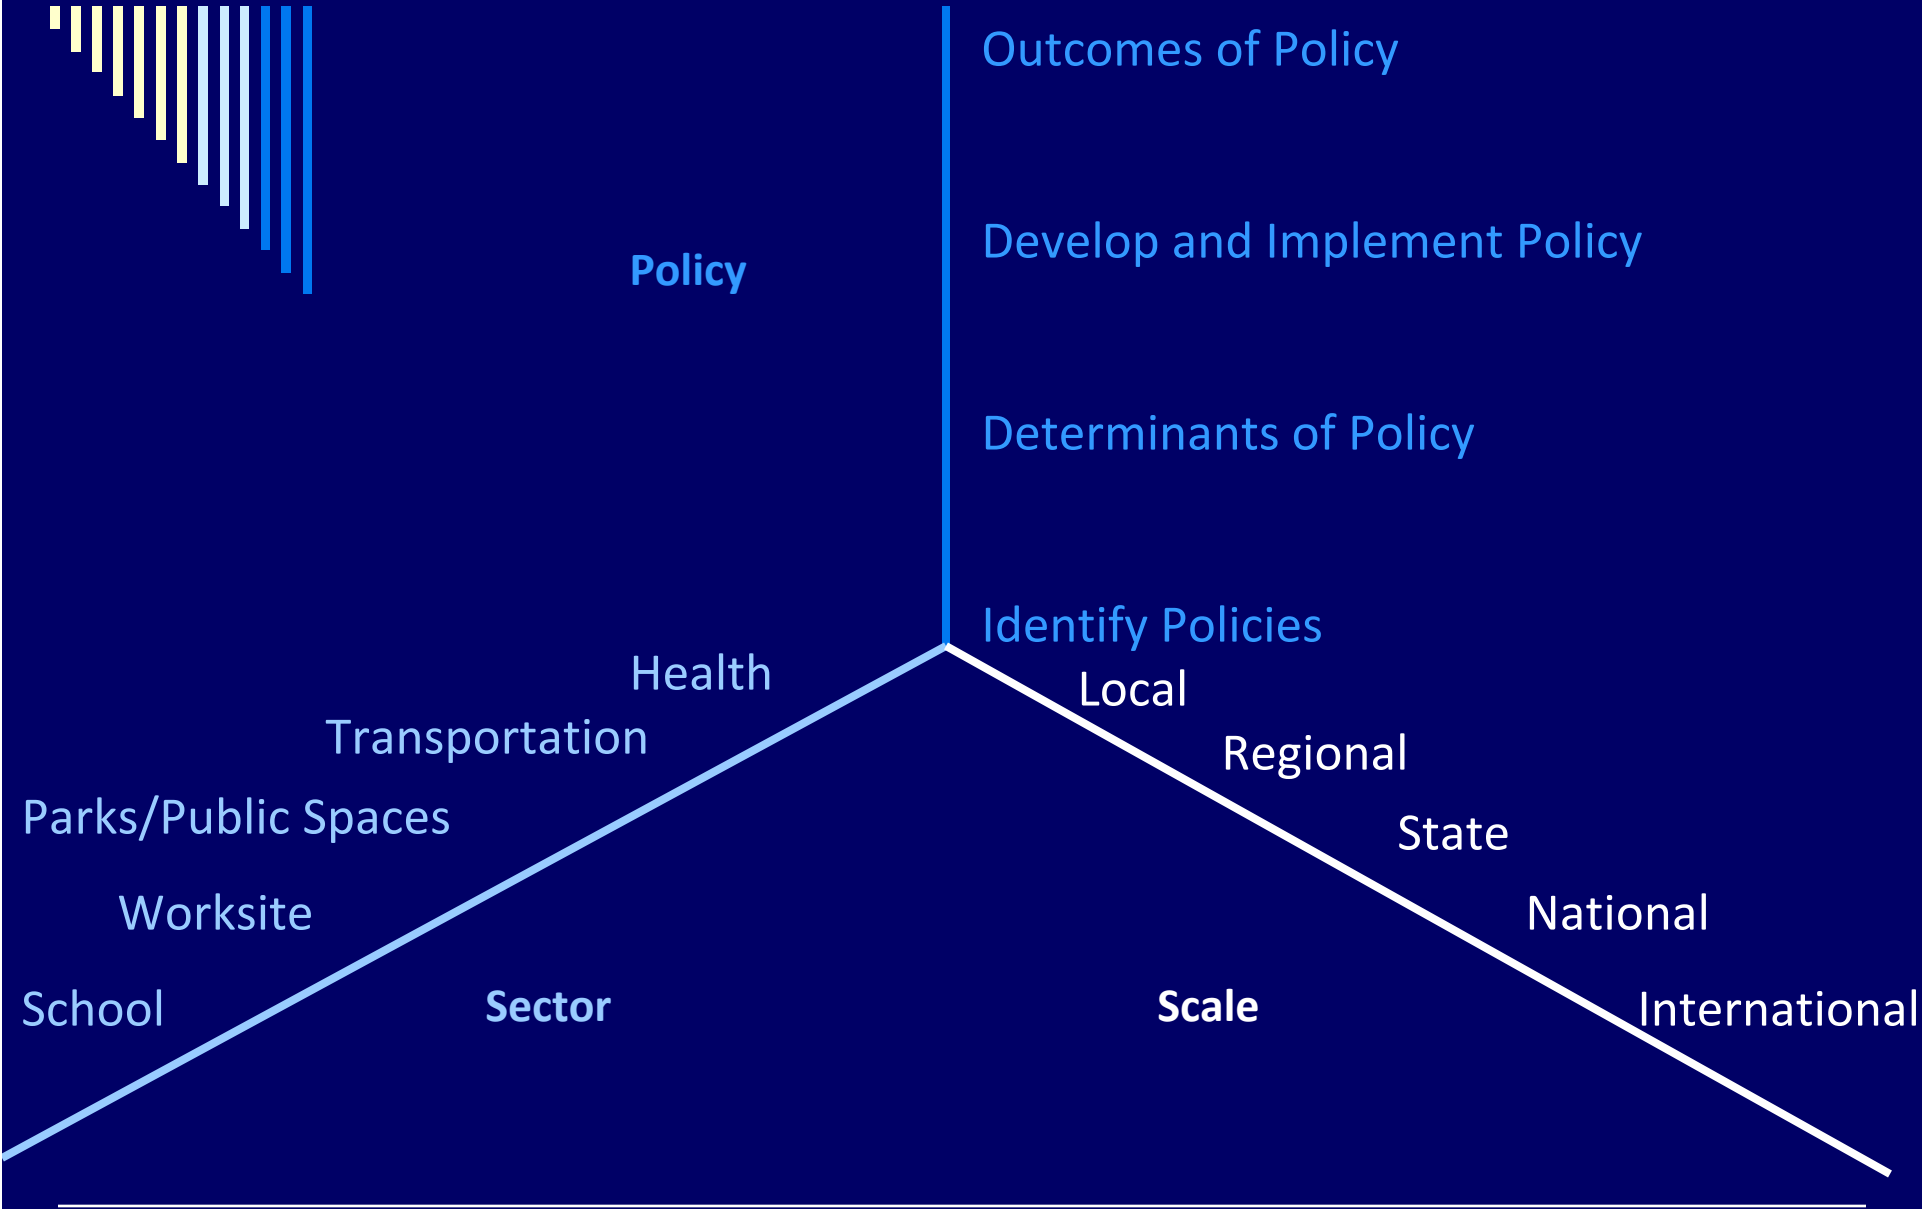 Outcomes of Policy
Develop and Implement Policy
Policy
Determinants of Policy
Identify Policies
Health
Local
Transportation
Regional
Parks/Public Spaces
State
Worksite
National
School
Sector
Scale
International